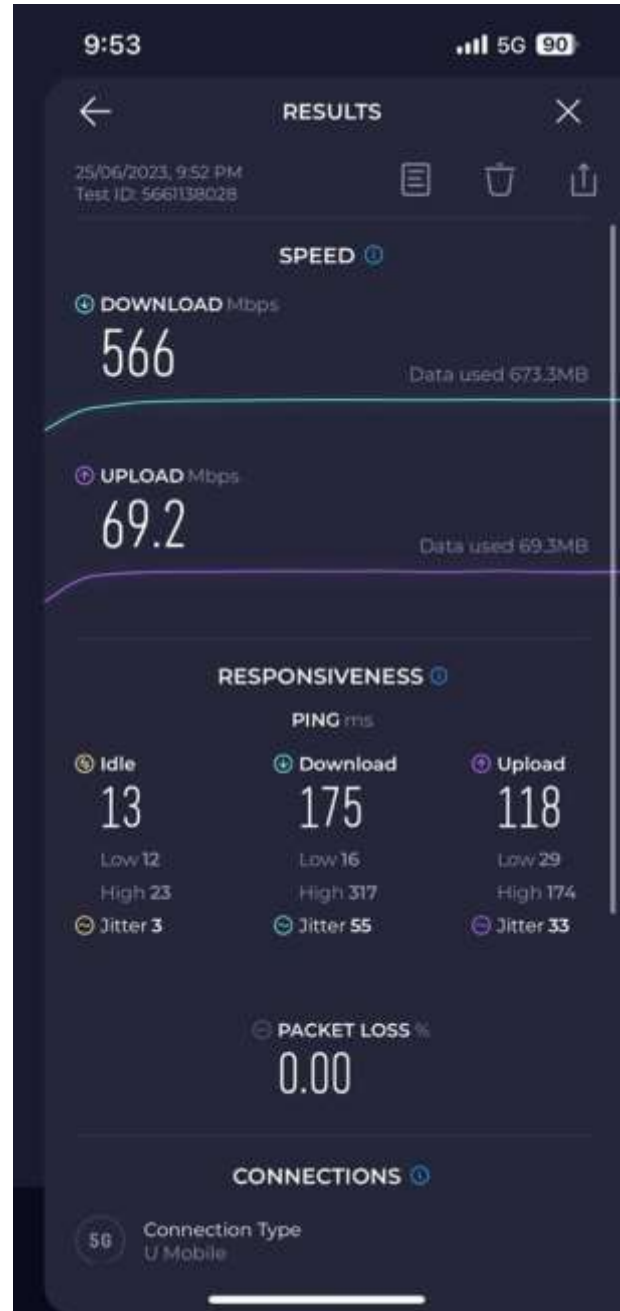 9:53 5G 90
RESULTS
25/06/2023, 9:52 PM
Test ID: 5661138028
SPEED
DOWNLOAD Mbps
566
Data used 673.3MB
UPLOAD Mbps
69.2
Data used 69.3MB
RESPONSIVENESS
PING ms
Idle Download Upload
13 175 118
Low 12 Low 16 Low 29
High 23 High 317 High 174
Jitter 3 Jitter 55 Jitter 33
PACKET LOSS %
0.00
CONNECTIONS
5G Connection Type
U Mobile